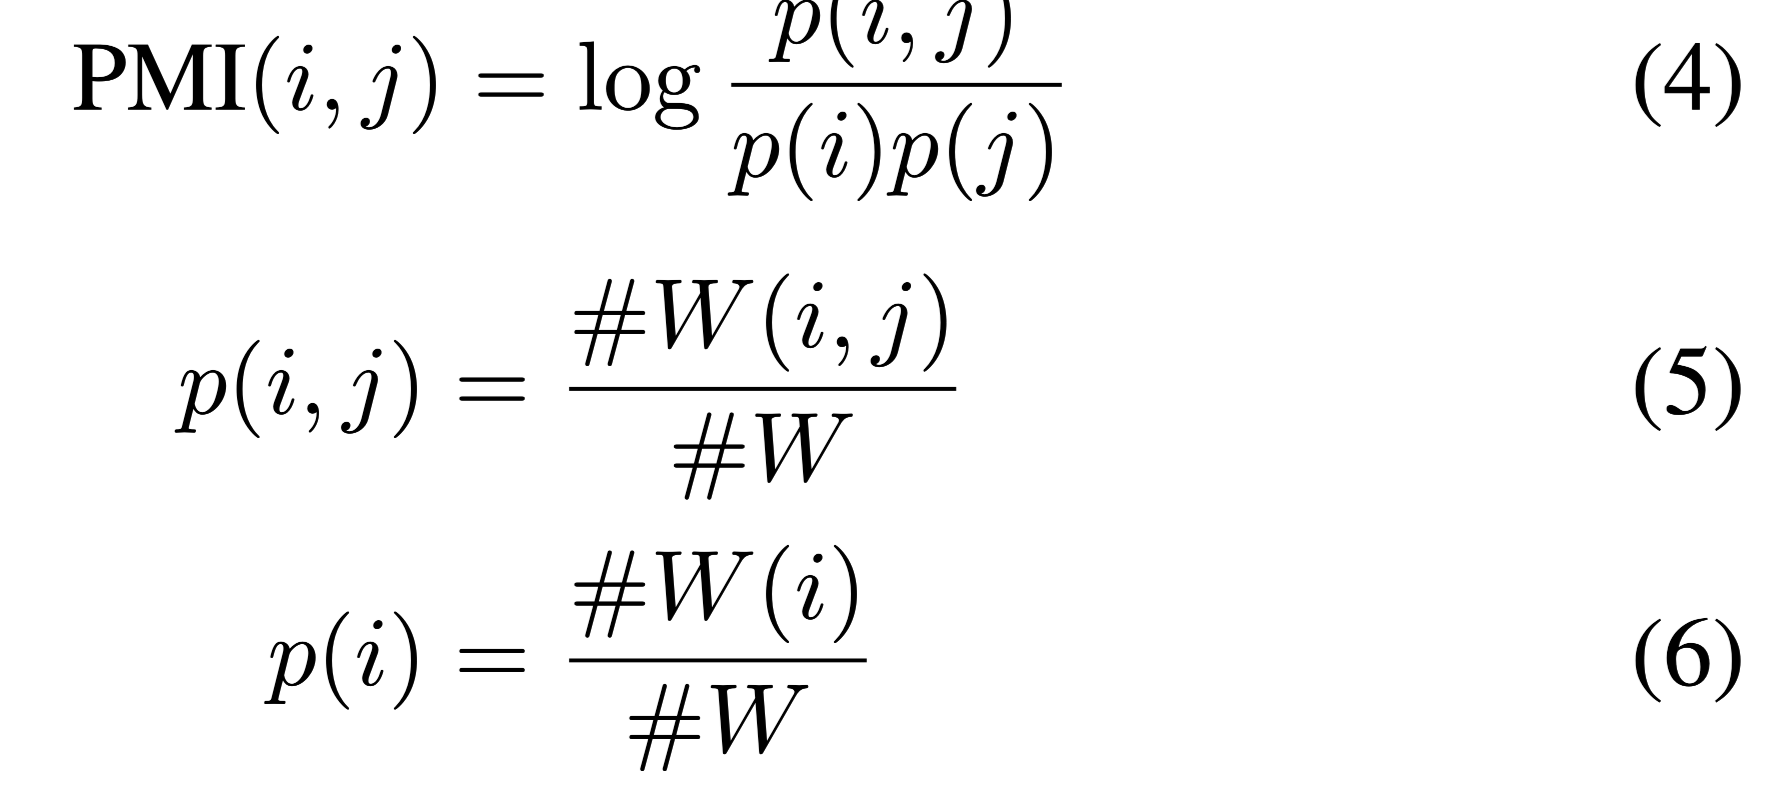 PMI(i, j) = log p(i, j) / p(i)p(j) (4)
p(i, j) = #W(i, j) / #W (5)
p(i) = #W(i) / #W (6)